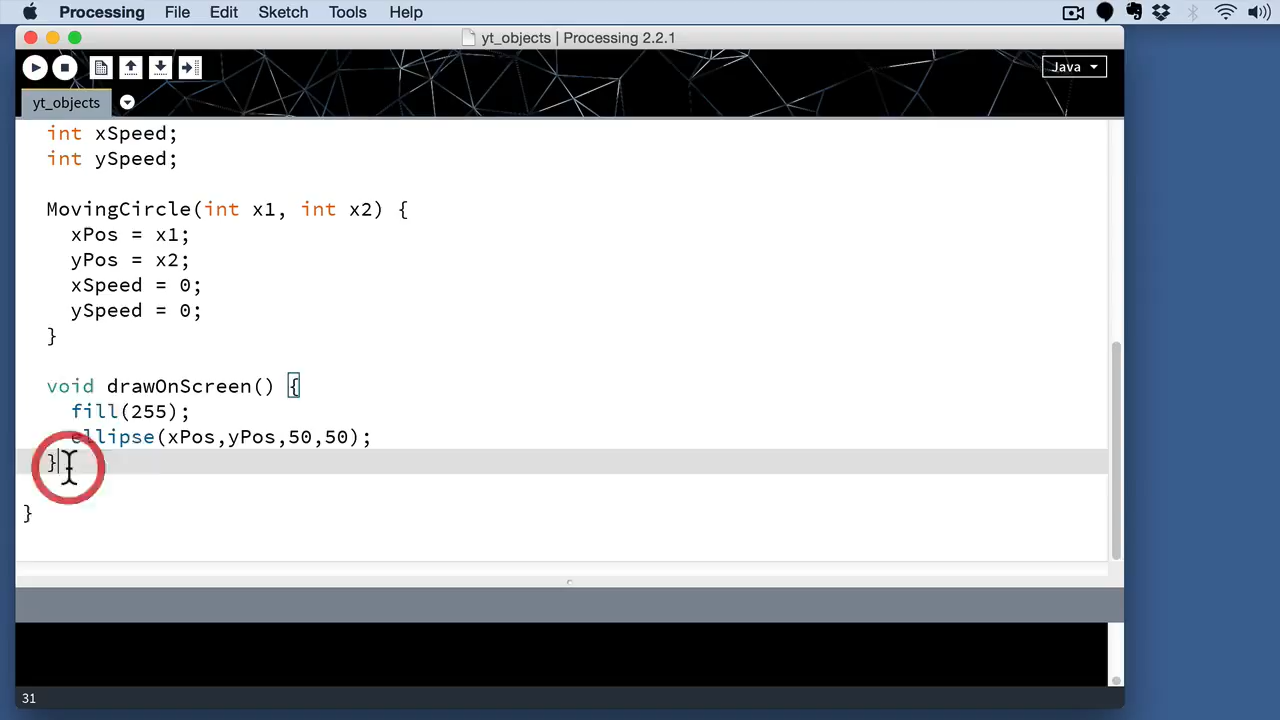 Processing File Edit Sketch Tools Help
yt_objects | Processing 2.2.1
Java
yt_objects
int xSpeed;
int ySpeed;
MovingCircle(int x1, int x2) {
xPos = x1;
yPos = x2;
xSpeed = 0;
ySpeed = 0;
}
void drawOnScreen() {
fill(255);
ellipse(xPos,yPos,50,50);
}
}
31